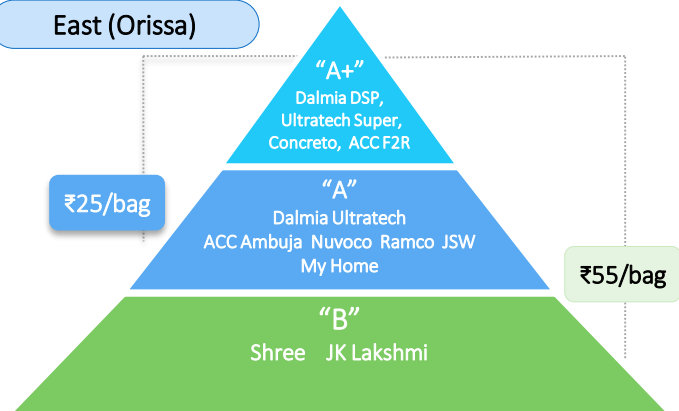 East (Orissa)
“A+”
Dalmia DSP,
Ultratech Super,
Concreto, ACC F2R
₹25/bag
“A”
Dalmia Ultratech
ACC Ambuja Nuvoco Ramco JSW
My Home
₹55/bag
“B”
Shree JK Lakshmi